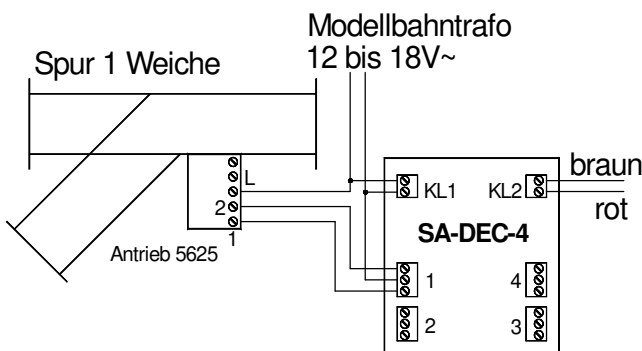 Modellbahntrafo
12 bis 18V~
Spur 1 Weiche
L
2
1
Antrieb 5625
KL1
KL2
braun
rot
SA-DEC-4
1
4
2
3